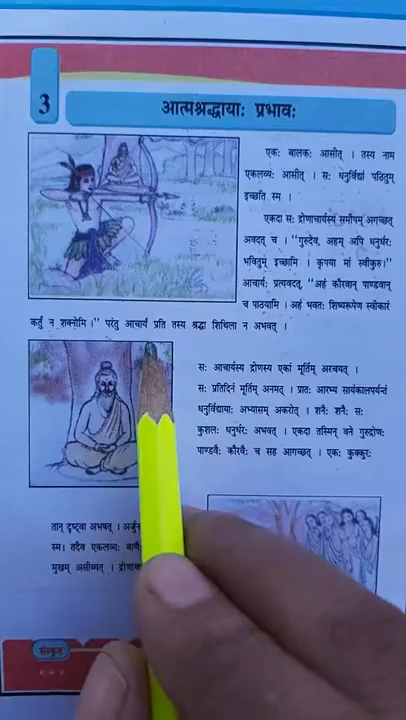 3
आत्मश्रद्धायाः प्रभावः
एकः बालकः आसीत् । तस्य नाम
एकलव्यः आसीत् । सः धनुर्विद्यां पठितुम्
इच्छति स्म ।
एकदा सः द्रोणाचार्यस्य समीपम् अगच्छत्
अवदत् च । "गुरुदेव, अहम् अपि धनुर्धरः
भवितुम् इच्छामि । कृपया मां स्वीकुरु।"
आचार्यः प्रत्यवदत्, "अहं कौरवान् पाण्डवान्
च पाठयामि । अहं भवतः शिष्यरूपेण स्वीकारं
कर्तुं न शक्नोमि ।" परंतु आचार्यं प्रति तस्य श्रद्धा शिथिला न अभवत् ।
सः आचार्यस्य द्रोणस्य एकां मूर्तिम् अरचयत् ।
सः प्रतिदिनं मूर्तिम् अनमत् । प्रातः आरभ्य सायंकालपर्यन्तं
धनुर्विद्यायाः अभ्यासम् अकरोत् । शनैः शनैः सः
कुशलः धनुर्धरः अभवत् । एकदा तस्मिन् वने गुरुद्रोणः
पाण्डवैः कौरवैः च सह आगच्छत् । एकः कुक्कुरः
तान् दृष्ट्वा अभषत् ।
स्म। तदैव एकलव्यः
मुखम् असीव्यत् ।
संस्कृत